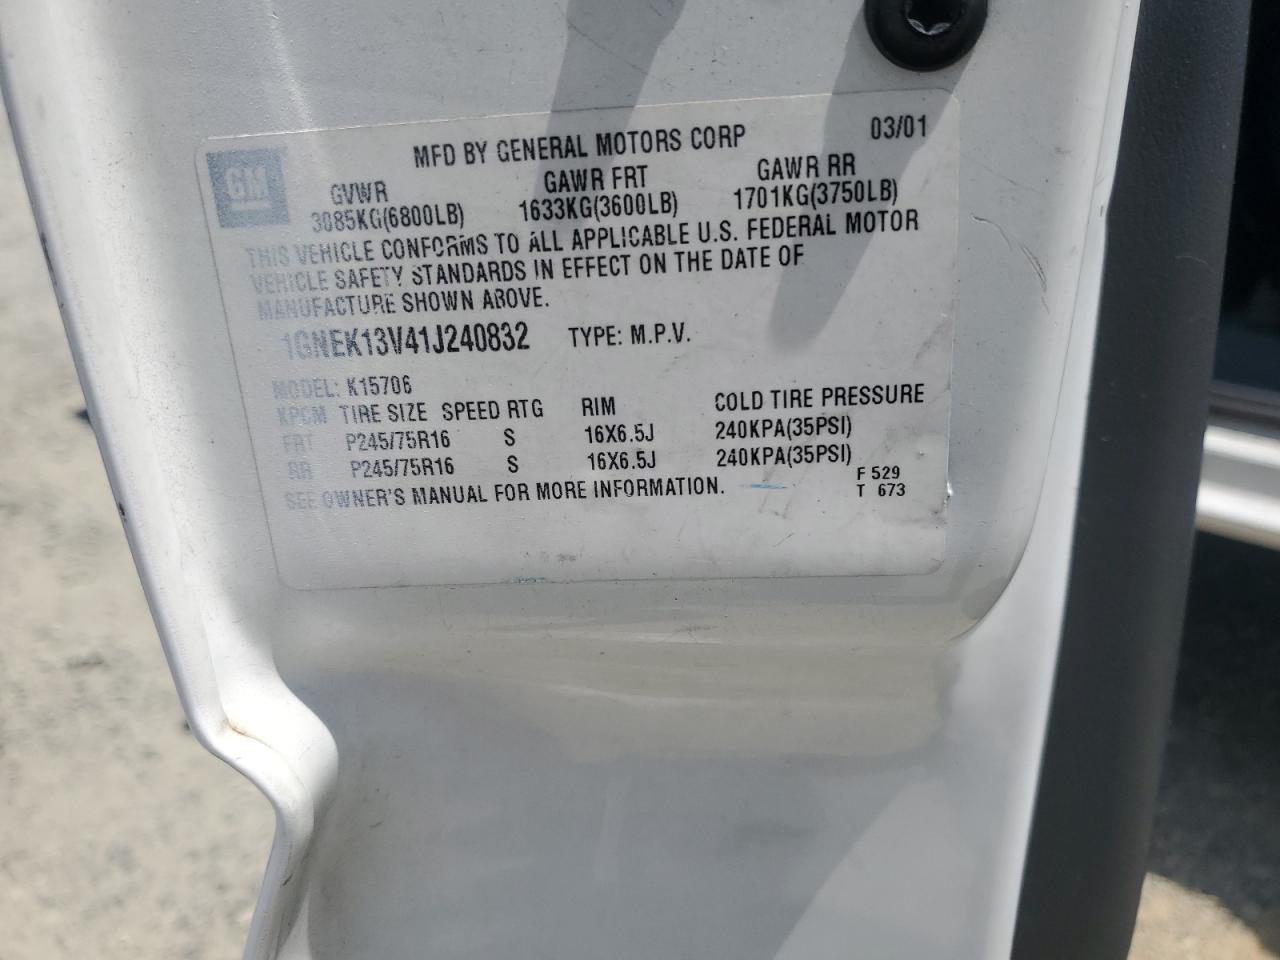 GM
MFD BY GENERAL MOTORS CORP 03/01
GVWR GAWR FRT GAWR RR
3085KG(6800LB) 1633KG(3600LB) 1701KG(3750LB)
THIS VEHICLE CONFORMS TO ALL APPLICABLE U.S. FEDERAL MOTOR
VEHICLE SAFETY STANDARDS IN EFFECT ON THE DATE OF
MANUFACTURE SHOWN ABOVE.
1GNEK13V41J240832 TYPE: M.P.V.
MODEL: K15706
KPCM TIRE SIZE SPEED RTG RIM COLD TIRE PRESSURE
FRT P245/75R16 S 16X6.5J 240KPA(35PSI)
RR P245/75R16 S 16X6.5J 240KPA(35PSI)
SEE OWNER'S MANUAL FOR MORE INFORMATION.
F 529
T 673